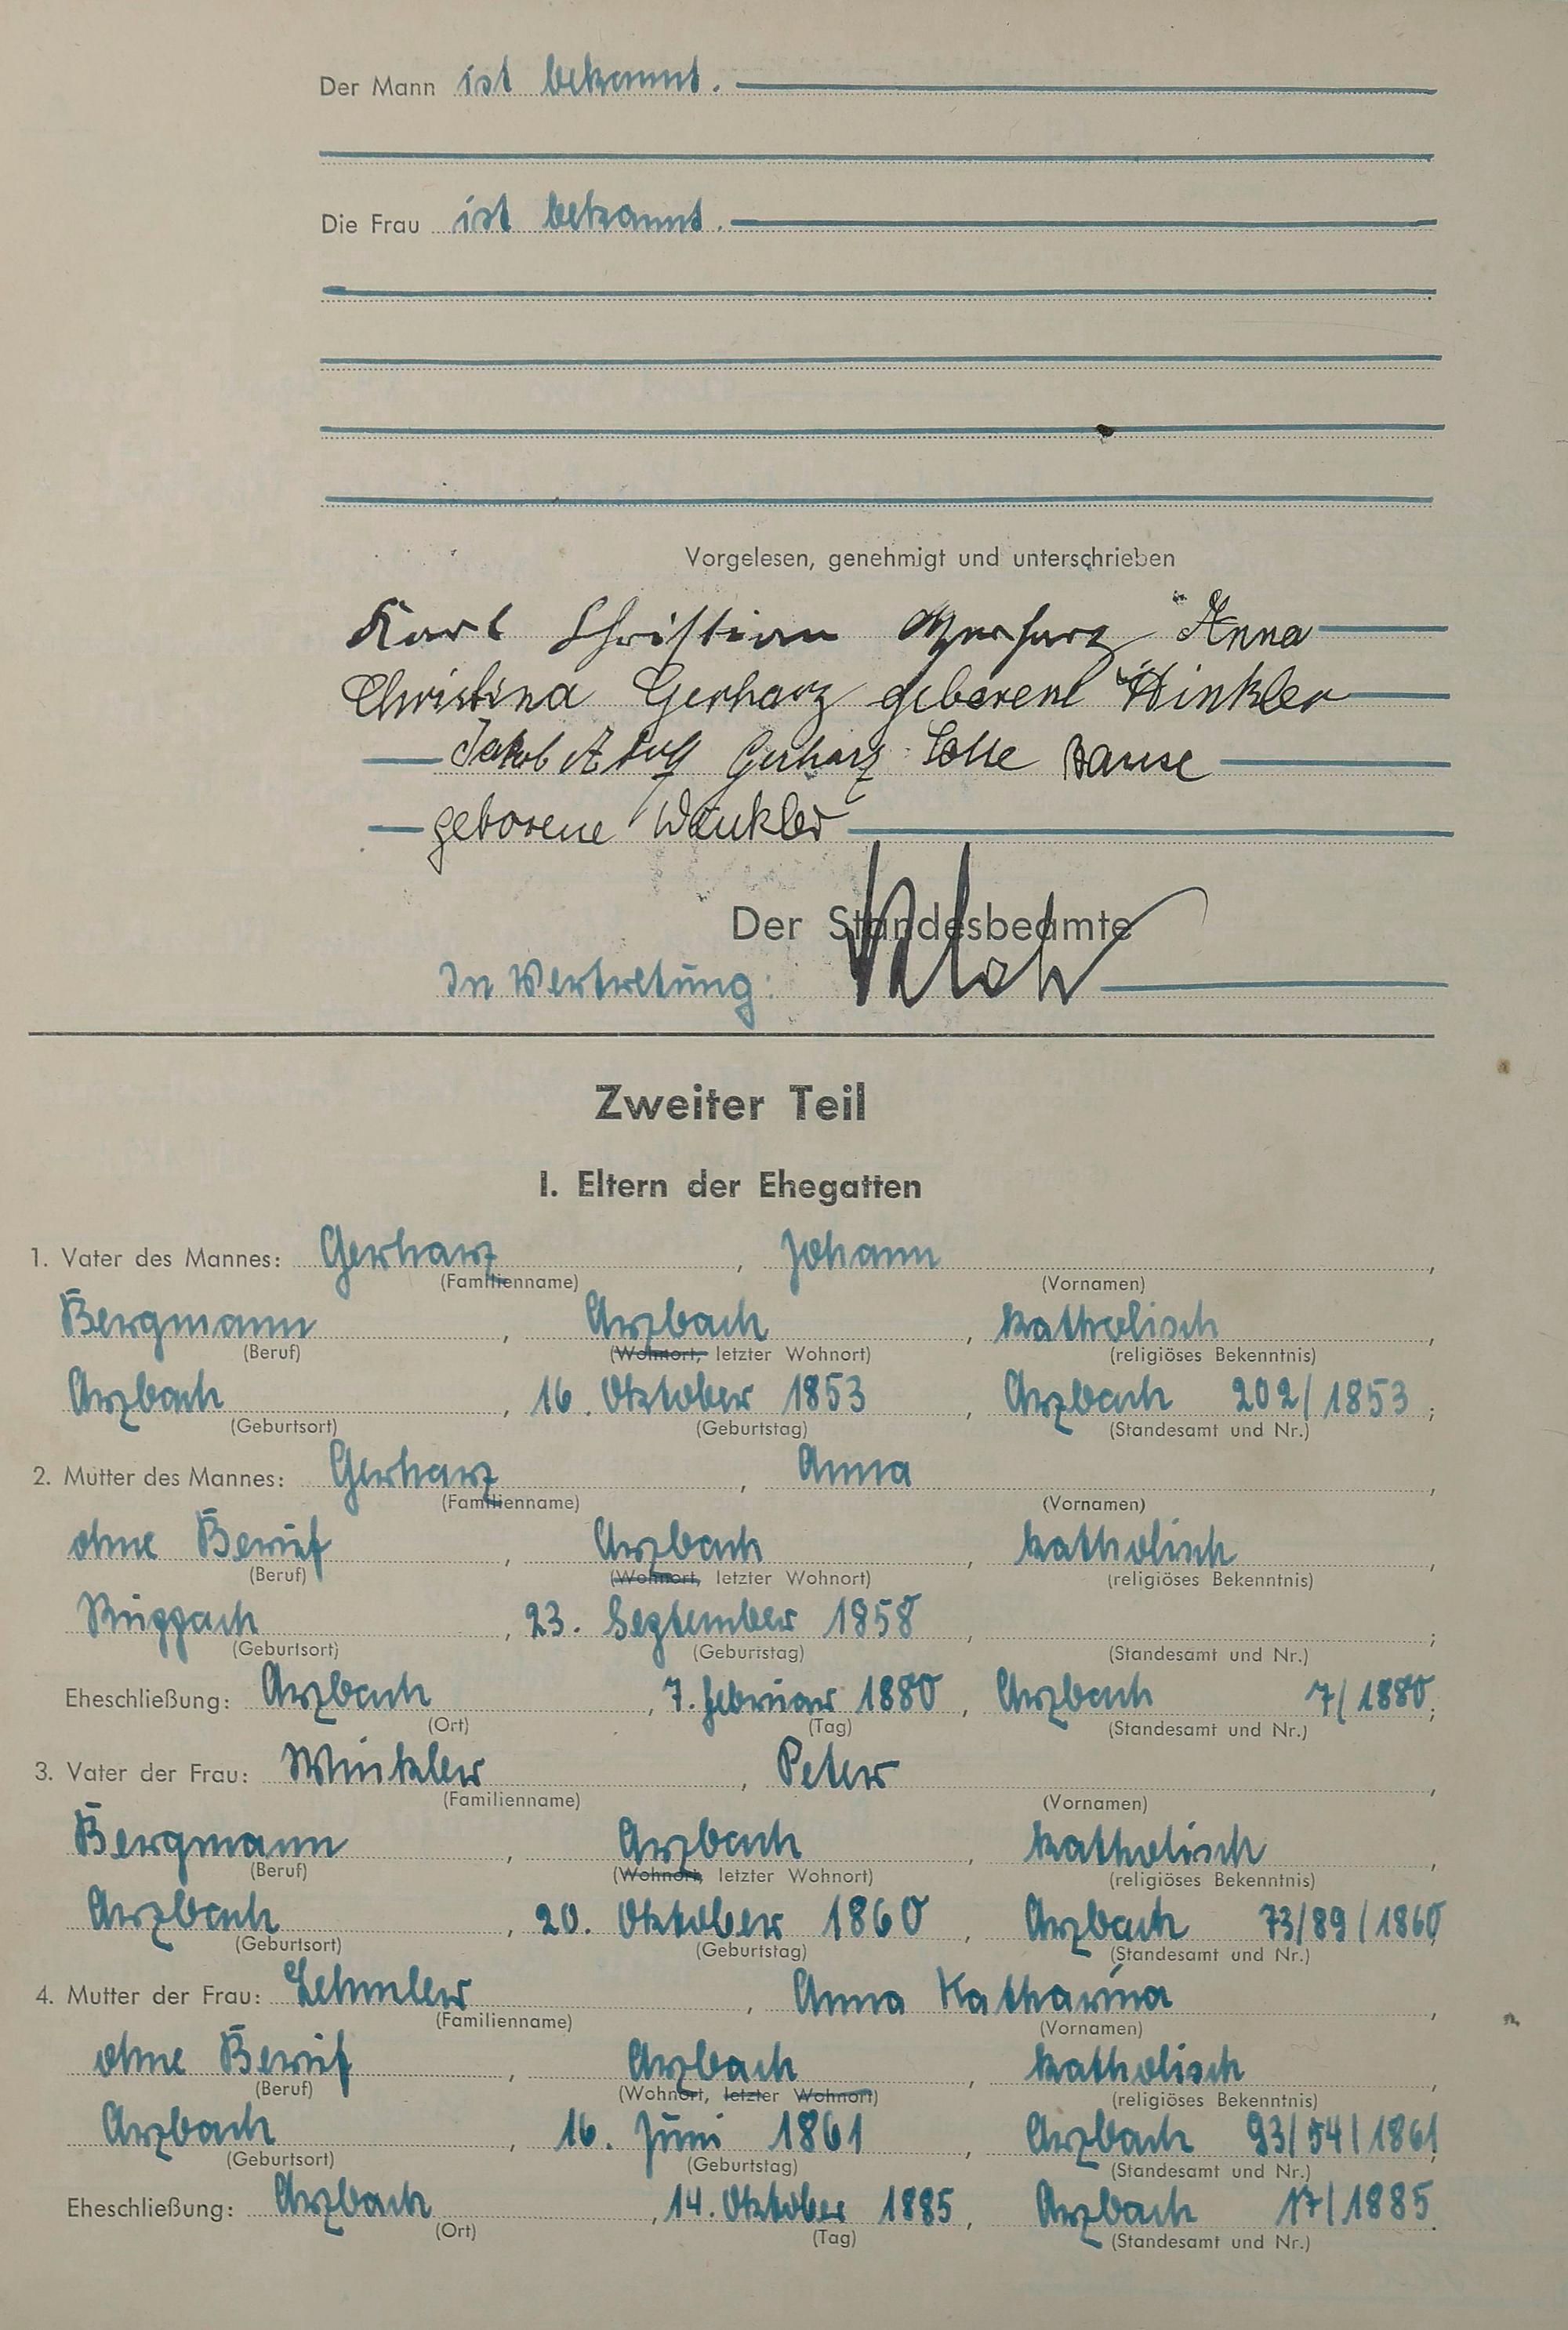 Der Mann ist bekannt.
Die Frau ist bekannt.
Vorgelesen, genehmigt und unterschrieben
Karl Christian Gerharz Anna
Christina Gerharz geborene Winkler
Jakob Adolf Gerharz Lotte Banse
geborene Winkler
Der Standesbeamte
In Vertretung:
Zweiter Teil
I. Eltern der Ehegatten
1. Vater des Mannes: Gerharz, Johann,
(Familienname) (Vornamen)
Bergmann, Arzbach, katholisch,
(Beruf) (Wohnort, letzter Wohnort) (religiöses Bekenntnis)
Arzbach, 16. Oktober 1853, Arzbach 202/1853;
(Geburtsort) (Geburtstag) (Standesamt und Nr.)
2. Mutter des Mannes: Gerharz, Anna,
(Familienname) (Vornamen)
ohne Beruf, Arzbach, katholisch,
(Beruf) (Wohnort, letzter Wohnort) (religiöses Bekenntnis)
, 23. September 1858, ;
(Geburtsort) (Geburtstag) (Standesamt und Nr.)
Eheschließung: Arzbach, 7. Februar 1880, Arzbach 7/1880;
(Ort) (Tag) (Standesamt und Nr.)
3. Vater der Frau: Winkler, Peter,
(Familienname) (Vornamen)
Bergmann, Arzbach, katholisch,
(Beruf) (Wohnort, letzter Wohnort) (religiöses Bekenntnis)
Arzbach, 20. Oktober 1860, Arzbach 73/89/1860
(Geburtsort) (Geburtstag) (Standesamt und Nr.)
4. Mutter der Frau: Lehmler, Anna Katharina,
(Familienname) (Vornamen)
ohne Beruf, Arzbach, katholisch,
(Beruf) (Wohnort, letzter Wohnort) (religiöses Bekenntnis)
Arzbach, 16. Juni 1861, Arzbach 93/54/1861
(Geburtsort) (Geburtstag) (Standesamt und Nr.)
Eheschließung: Arzbach, 14. Oktober 1885, Arzbach 17/1885.
(Ort) (Tag) (Standesamt und Nr.)